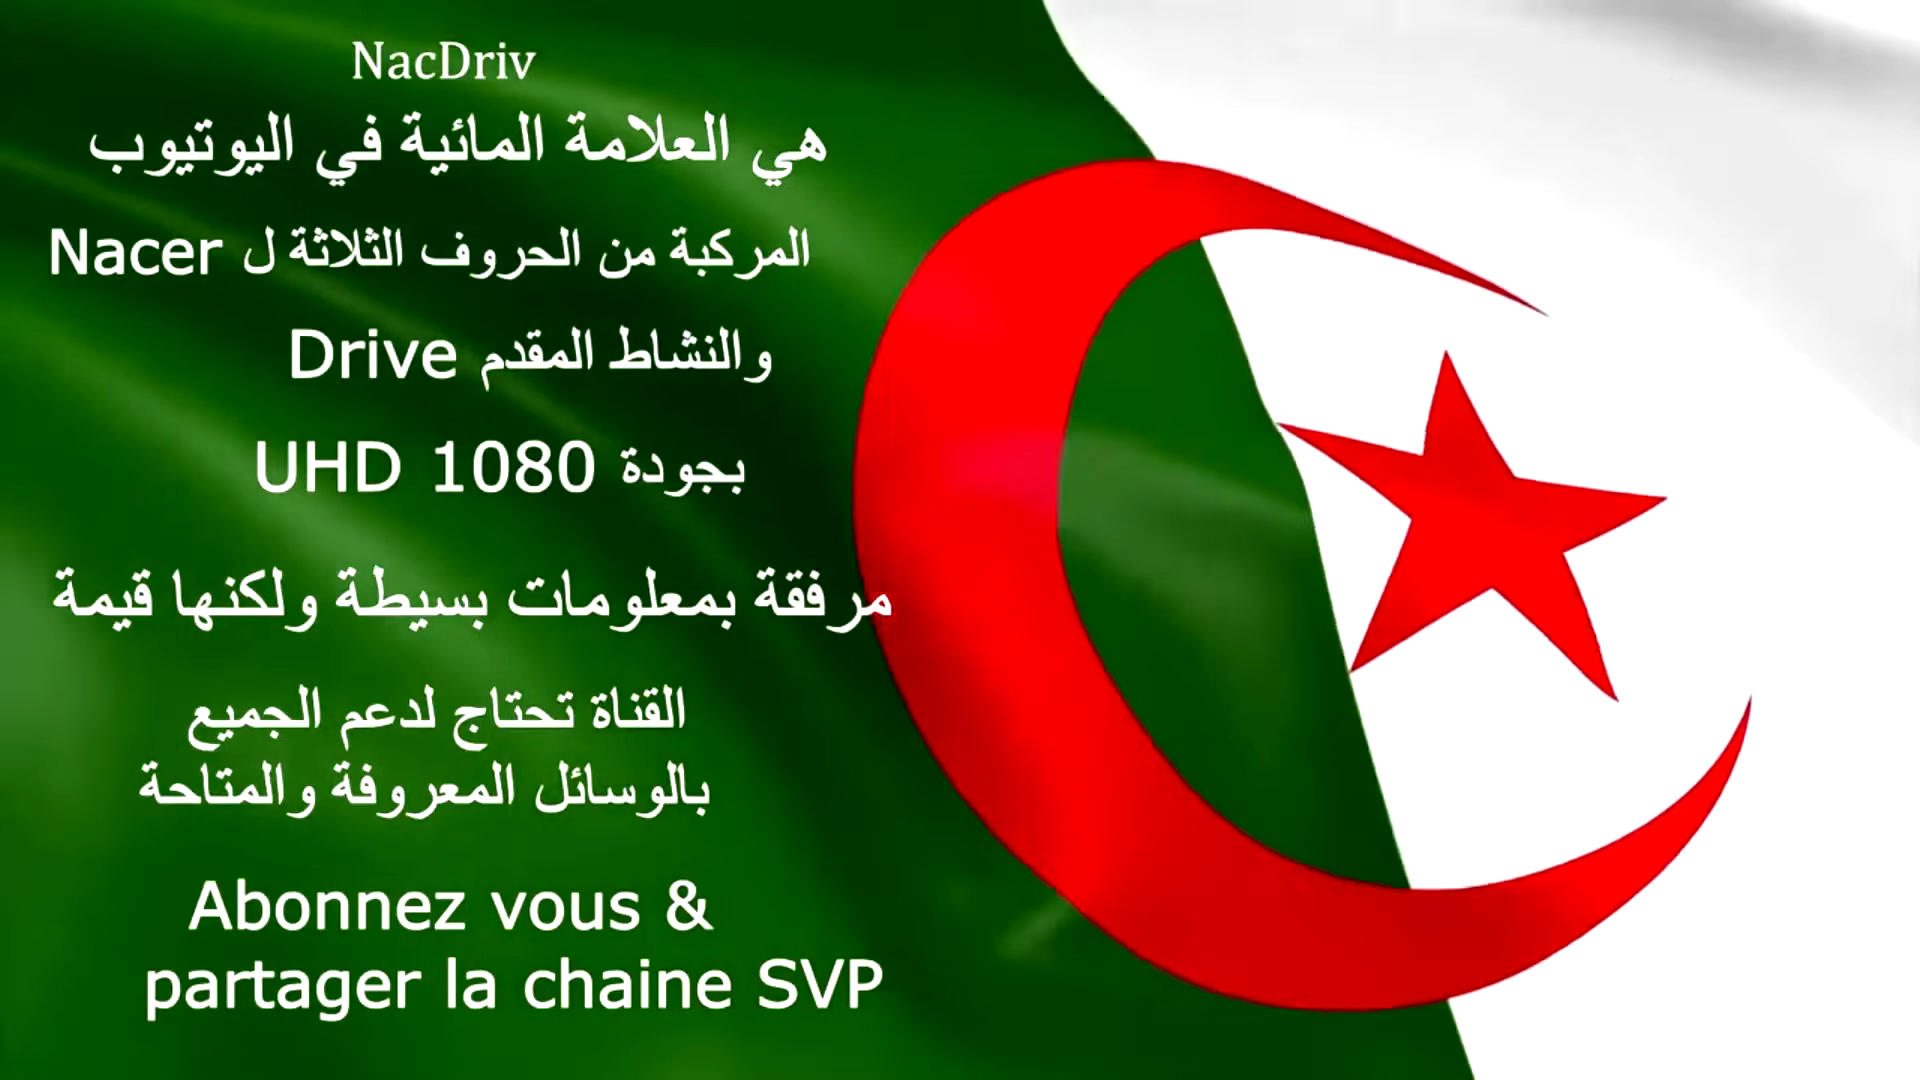 NacDriv
هي العلامة المائية في اليوتيوب
المركبة من الحروف الثلاثة ل Nacer
والنشاط المقدم Drive
بجودة UHD 1080
مرفقة بمعلومات بسيطة ولكنها قيمة
القناة تحتاج لدعم الجميع
بالوسائل المعروفة والمتاحة
Abonnez vous &
partager la chaine SVP